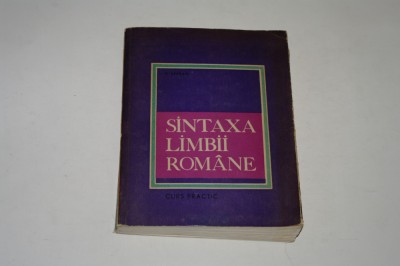 SINTAXA
LIMBII
ROMÂNE
CURS PRACTIC